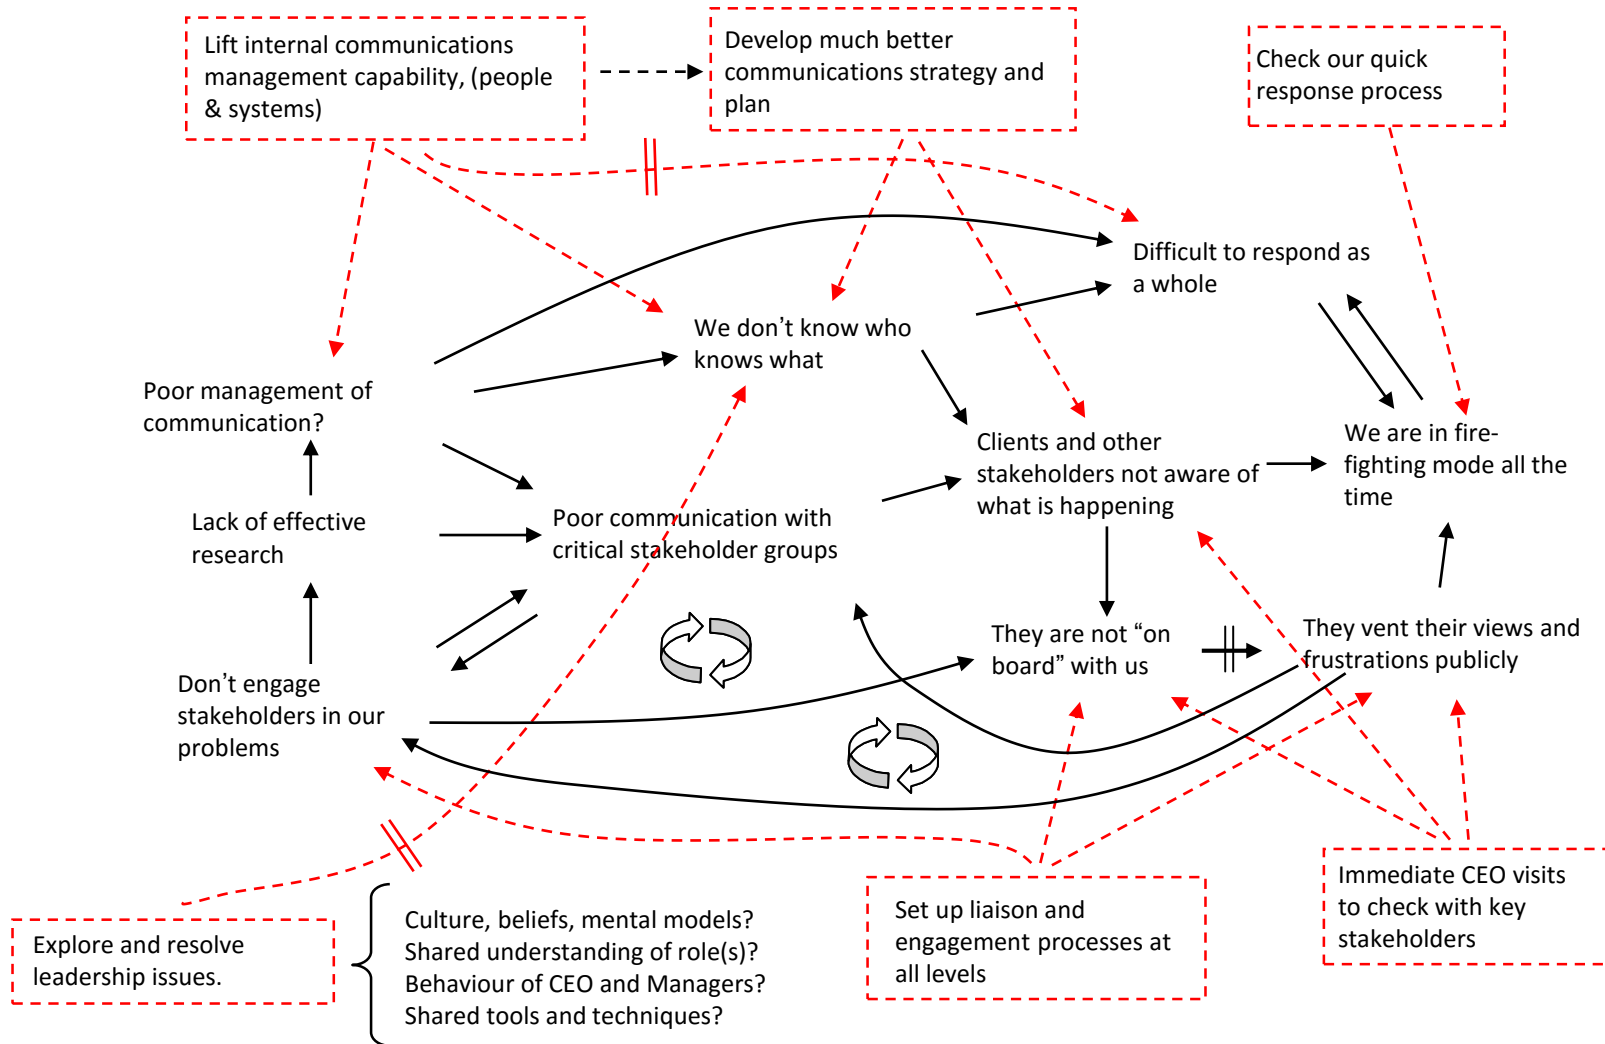 Lift internal communications
management capability, (people
& systems)
Develop much better
communications strategy and
plan
Check our quick
response process
Difficult to respond as
a whole
We don’t know who
knows what
Poor management of
communication?
Clients and other
stakeholders not aware of
what is happening
We are in fire-
fighting mode all the
time
Lack of effective
research
Poor communication with
critical stakeholder groups
They are not “on
board” with us
They vent their views and
frustrations publicly
Don’t engage
stakeholders in our
problems
Explore and resolve
leadership issues.
Culture, beliefs, mental models?
Shared understanding of role(s)?
Behaviour of CEO and Managers?
Shared tools and techniques?
Set up liaison and
engagement processes at
all levels
Immediate CEO visits
to check with key
stakeholders